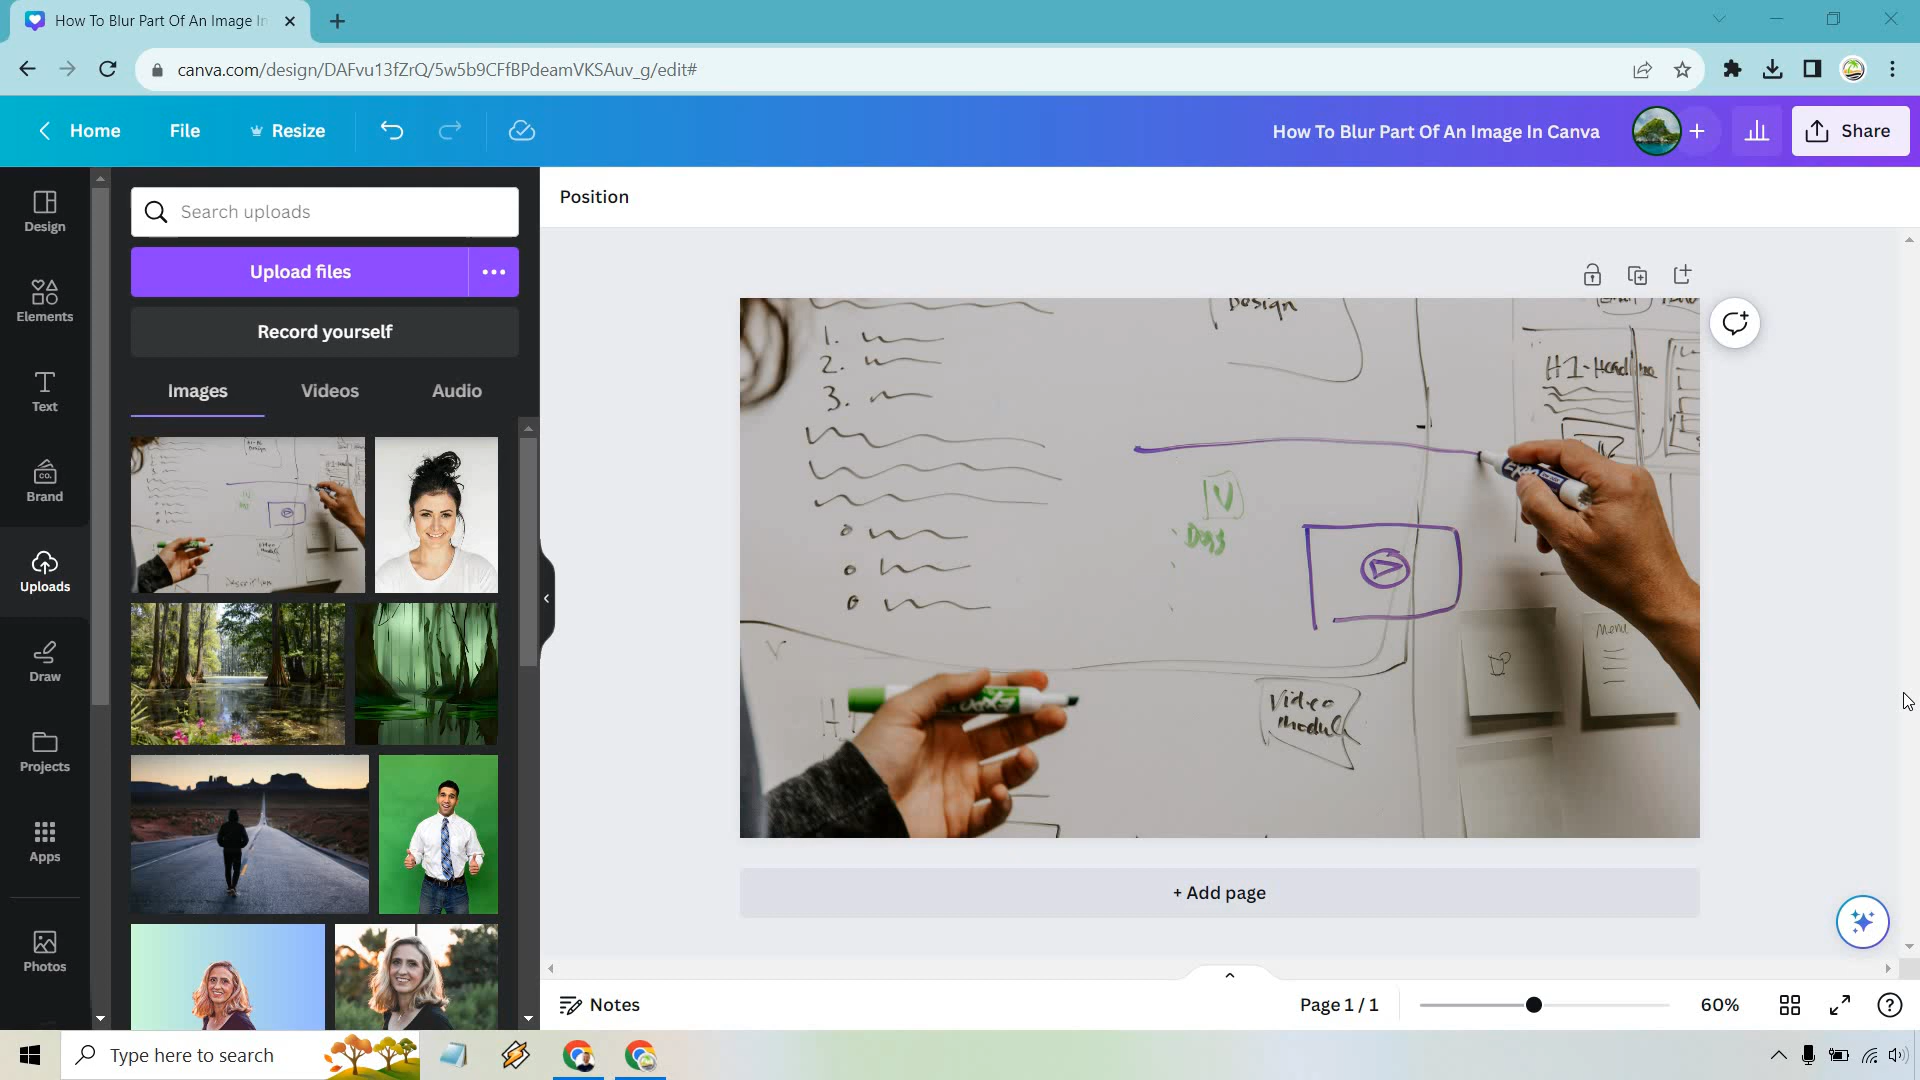 How To Blur Part Of An Image In
canva.com/design/DAFvu13fZrQ/5w5b9CFfBPdeamVKSAuv_g/edit#
Home
File
Resize
How To Blur Part Of An Image In Canva
Share
Design
Elements
Text
Brand
Uploads
Draw
Projects
Apps
Photos
Search uploads
Upload files
Record yourself
Images
Videos
Audio
Position
Design
1.
2.
3.
H1-Headline
EXPO
Dogs
Menu
Video
Module
+ Add page
Notes
Page 1 / 1
60%
Type here to search